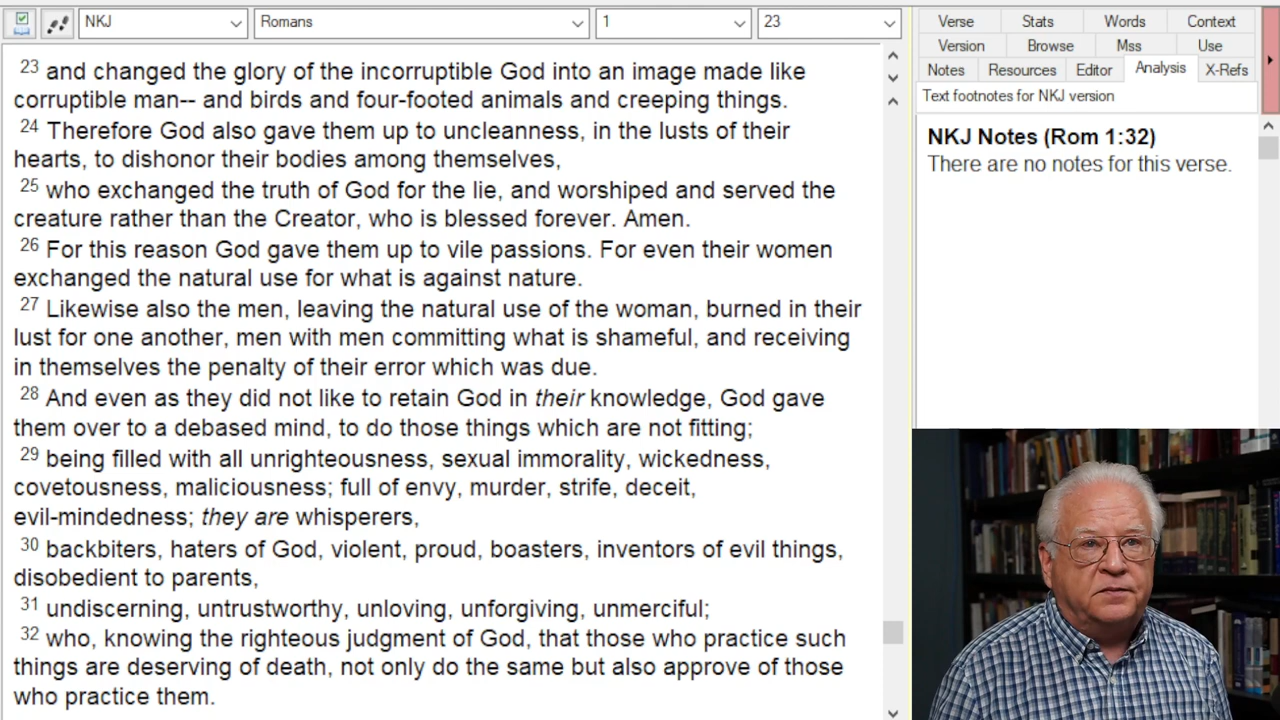 NKJ Romans 1 23
23 and changed the glory of the incorruptible God into an image made like
corruptible man-- and birds and four-footed animals and creeping things.
24 Therefore God also gave them up to uncleanness, in the lusts of their
hearts, to dishonor their bodies among themselves,
25 who exchanged the truth of God for the lie, and worshiped and served the
creature rather than the Creator, who is blessed forever. Amen.
26 For this reason God gave them up to vile passions. For even their women
exchanged the natural use for what is against nature.
27 Likewise also the men, leaving the natural use of the woman, burned in their
lust for one another, men with men committing what is shameful, and receiving
in themselves the penalty of their error which was due.
28 And even as they did not like to retain God in their knowledge, God gave
them over to a debased mind, to do those things which are not fitting;
29 being filled with all unrighteousness, sexual immorality, wickedness,
covetousness, maliciousness; full of envy, murder, strife, deceit,
evil-mindedness; they are whisperers,
30 backbiters, haters of God, violent, proud, boasters, inventors of evil things,
disobedient to parents,
31 undiscerning, untrustworthy, unloving, unforgiving, unmerciful;
32 who, knowing the righteous judgment of God, that those who practice such
things are deserving of death, not only do the same but also approve of those
who practice them.
Verse Stats Words Context
Version Browse Mss Use
Notes Resources Editor Analysis X-Refs
Text footnotes for NKJ version
NKJ Notes (Rom 1:32)
There are no notes for this verse.